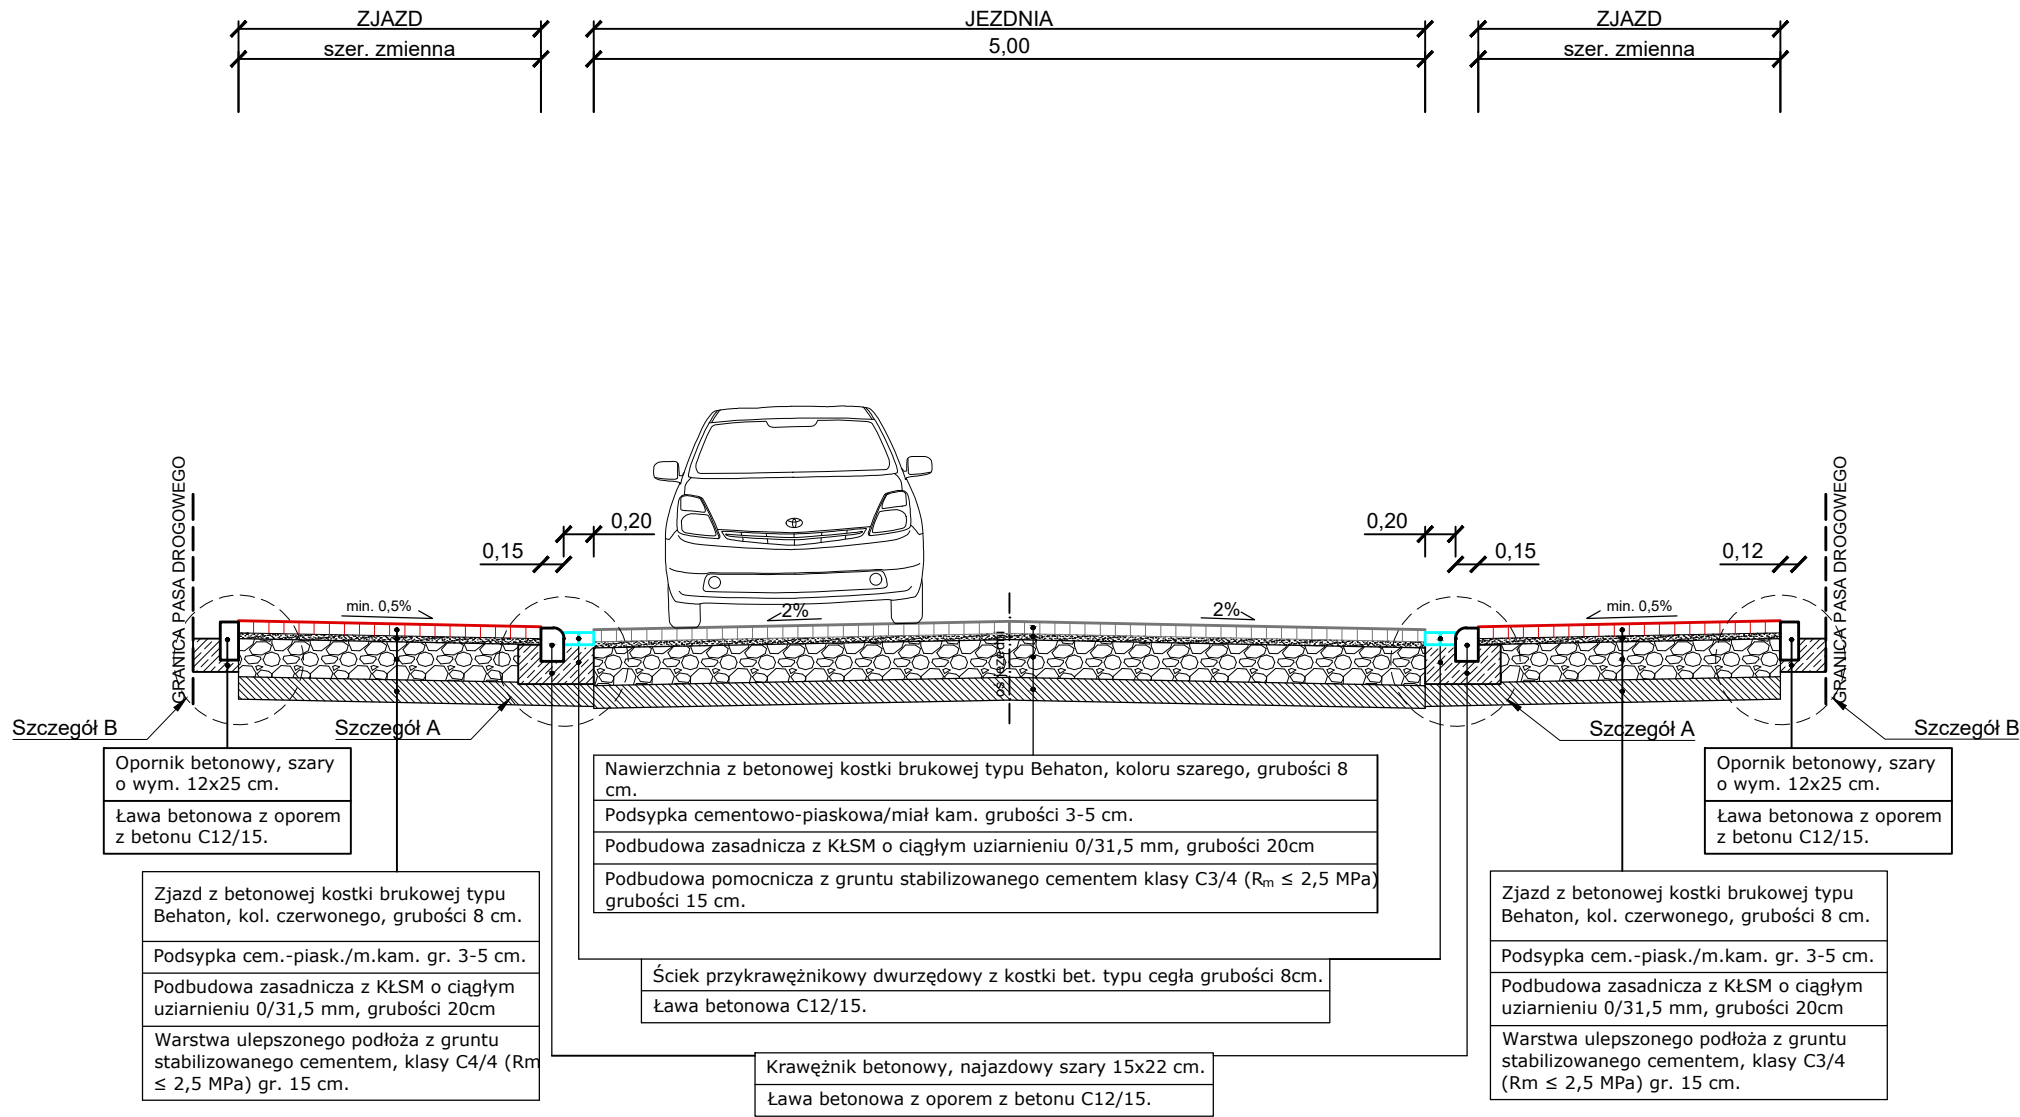 ZJAZD
JEZDNIA
ZJAZD
szer. zmienna
5,00
szer. zmienna
GRANICA PASA DROGOWEGO
GRANICA PASA DROGOWEGO
0,20
0,20
0,15
0,15
0,12
min. 0,5%
2%
2%
min. 0,5%
oś jezedni
Szczegół B
Szczegół A
Szczegół A
Szczegół B
Opornik betonowy, szary
o wym. 12x25 cm.
Ława betonowa z oporem
z betonu C12/15.
Nawierzchnia z betonowej kostki brukowej typu Behaton, koloru szarego, grubości 8
cm.
Podsypka cementowo-piaskowa/miał kam. grubości 3-5 cm.
Podbudowa zasadnicza z KŁSM o ciągłym uziarnieniu 0/31,5 mm, grubości 20cm
Podbudowa pomocnicza z gruntu stabilizowanego cementem klasy C3/4 (Rₘ ≤ 2,5 MPa)
grubości 15 cm.
Opornik betonowy, szary
o wym. 12x25 cm.
Ława betonowa z oporem
z betonu C12/15.
Zjazd z betonowej kostki brukowej typu
Behaton, kol. czerwonego, grubości 8 cm.
Podsypka cem.-piask./m.kam. gr. 3-5 cm.
Podbudowa zasadnicza z KŁSM o ciągłym
uziarnieniu 0/31,5 mm, grubości 20cm
Warstwa ulepszonego podłoża z gruntu
stabilizowanego cementem, klasy C4/4 (Rm
≤ 2,5 MPa) gr. 15 cm.
Ściek przykrawężnikowy dwurzędowy z kostki bet. typu cegła grubości 8cm.
Ława betonowa C12/15.
Krawężnik betonowy, najazdowy szary 15x22 cm.
Ława betonowa z oporem z betonu C12/15.
Zjazd z betonowej kostki brukowej typu
Behaton, kol. czerwonego, grubości 8 cm.
Podsypka cem.-piask./m.kam. gr. 3-5 cm.
Podbudowa zasadnicza z KŁSM o ciągłym
uziarnieniu 0/31,5 mm, grubości 20cm
Warstwa ulepszonego podłoża z gruntu
stabilizowanego cementem, klasy C3/4
(Rm ≤ 2,5 MPa) gr. 15 cm.